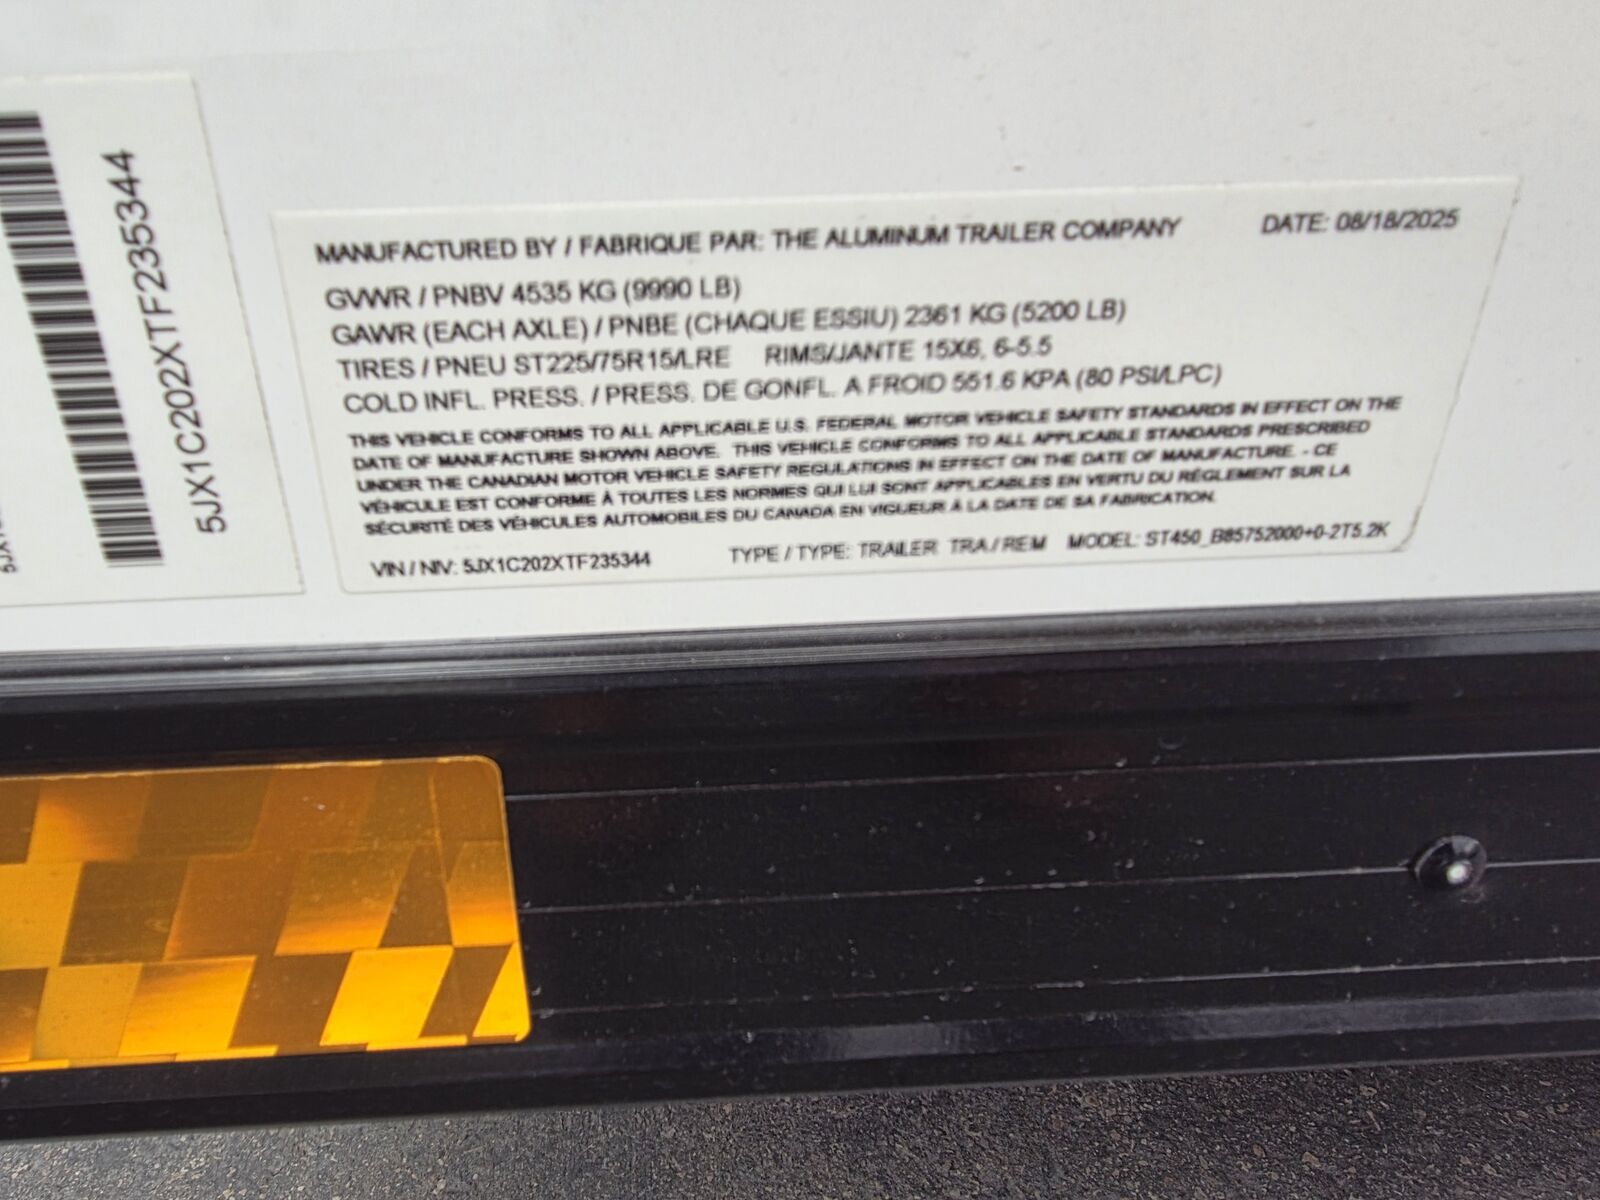 5JX1C202XTF235344
MANUFACTURED BY / FABRIQUE PAR: THE ALUMINUM TRAILER COMPANY DATE: 08/18/2025
GVWR / PNBV 4535 KG (9990 LB)
GAWR (EACH AXLE) / PNBE (CHAQUE ESSIU) 2361 KG (5200 LB)
TIRES / PNEU ST225/75R15/LRE RIMS/JANTE 15X6, 6-5.5
COLD INFL. PRESS. / PRESS. DE GONFL. A FROID 551.6 KPA (80 PSI/LPC)
THIS VEHICLE CONFORMS TO ALL APPLICABLE U.S. FEDERAL MOTOR VEHICLE SAFETY STANDARDS IN EFFECT ON THE
DATE OF MANUFACTURE SHOWN ABOVE. THIS VEHICLE CONFORMS TO ALL APPLICABLE STANDARDS PRESCRIBED
UNDER THE CANADIAN MOTOR VEHICLE SAFETY REGULATIONS IN EFFECT ON THE DATE OF MANUFACTURE. - CE
VÉHICULE EST CONFORME À TOUTES LES NORMES QUI LUI SONT APPLICABLES EN VERTU DU RÈGLEMENT SUR LA
SÉCURITÉ DES VÉHICULES AUTOMOBILES DU CANADA EN VIGUEUR À LA DATE DE SA FABRICATION.
VIN / NIV: 5JX1C202XTF235344 TYPE / TYPE: TRAILER TRA / REM MODEL: ST450_B85752000+0-2T5.2K